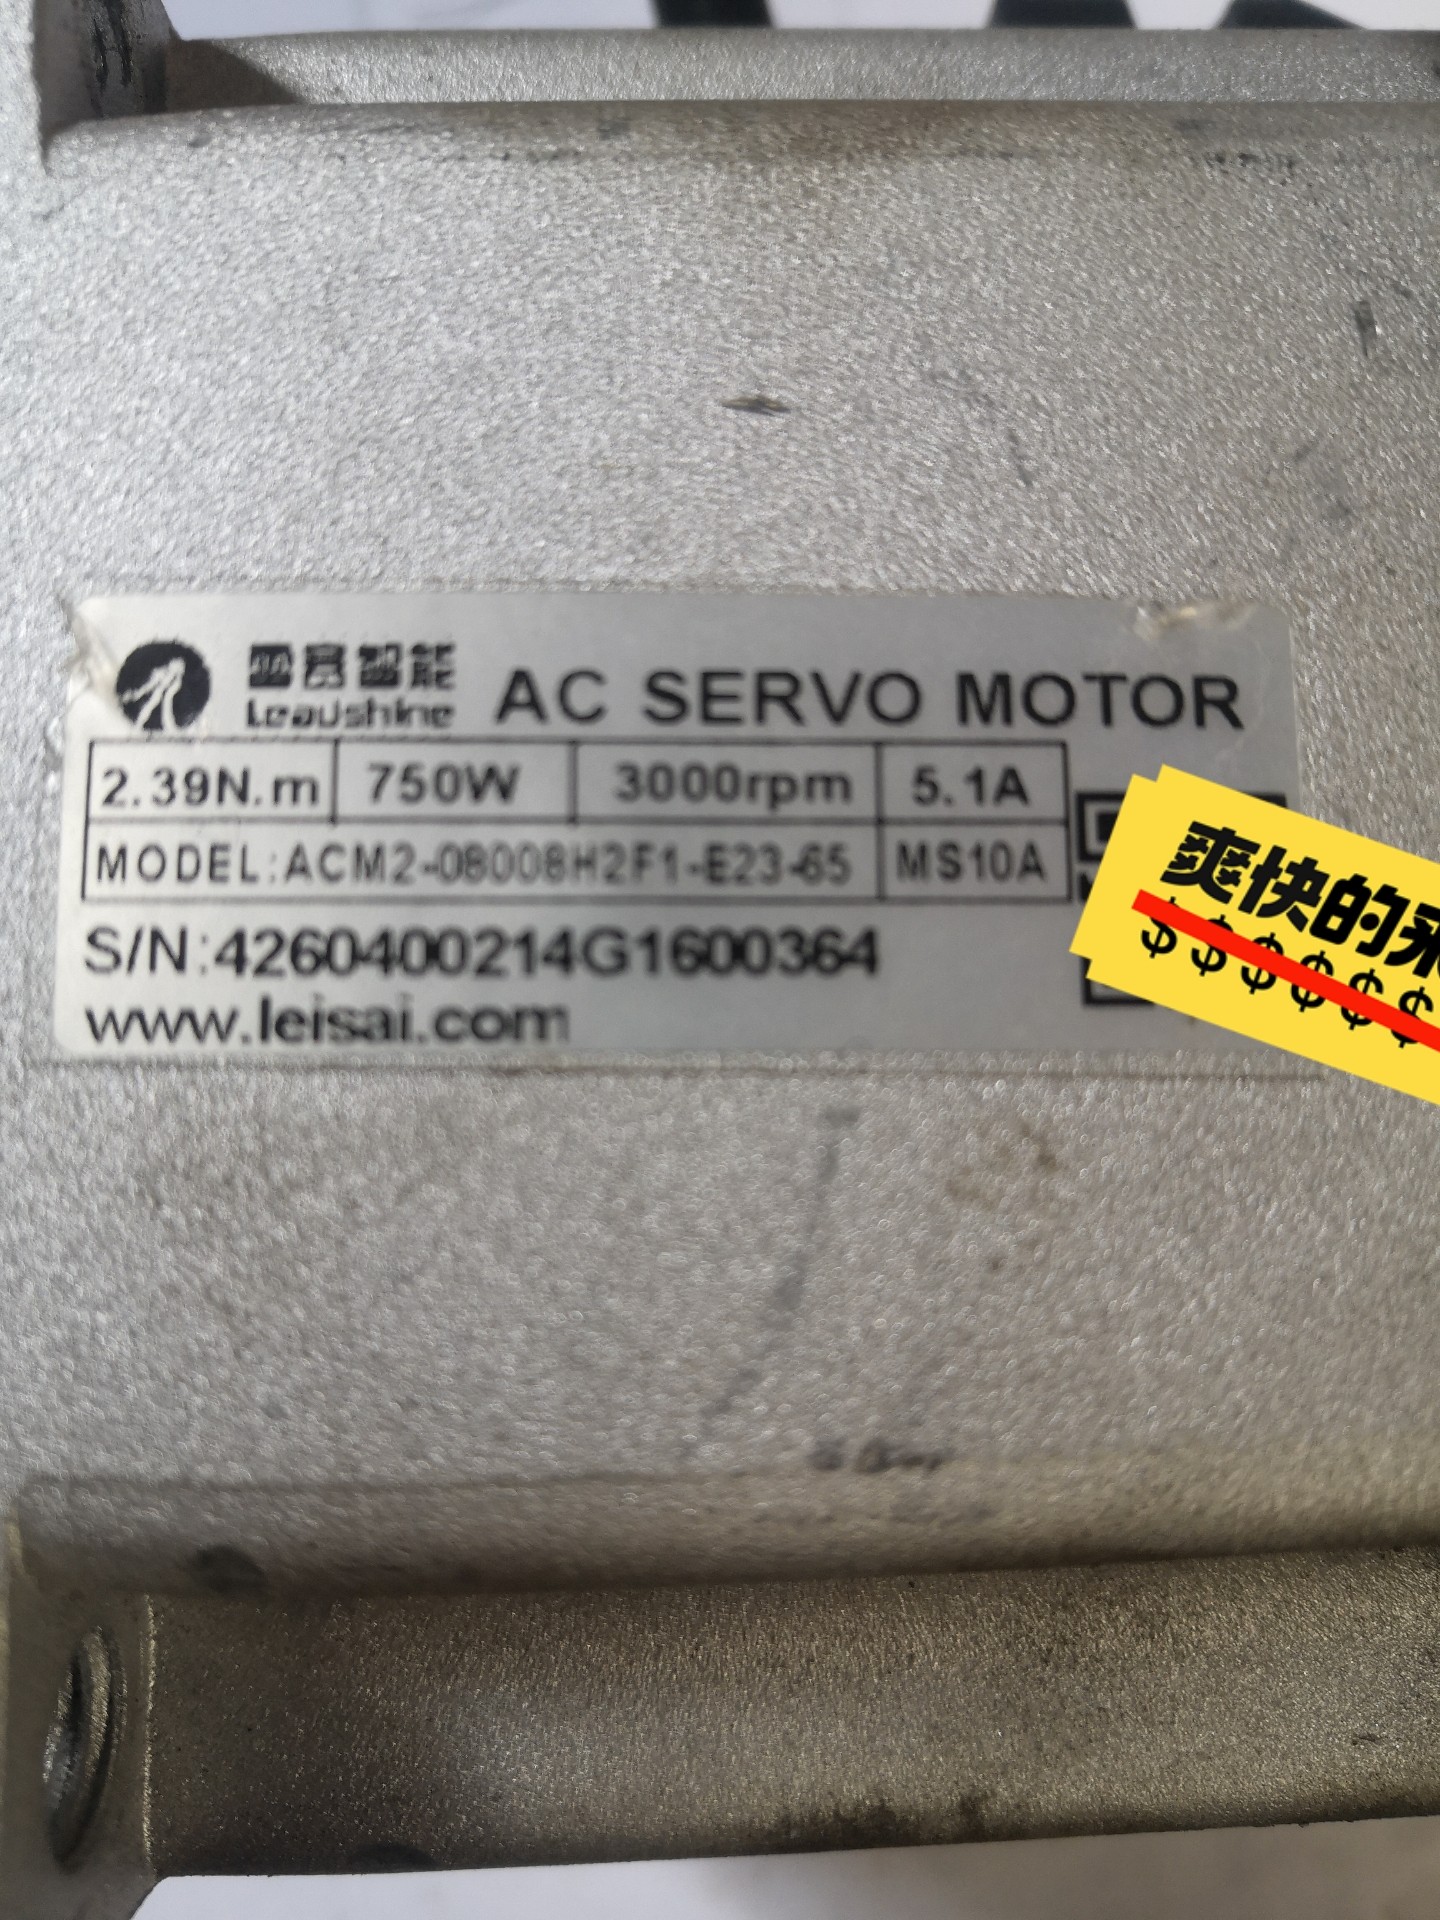 雷赛智能
Leadshine
AC SERVO MOTOR
2.39N.m 750W 3000rpm 5.1A
MODEL:ACM2-08008H2F1-E23-65 MS10A
S/N:4260400214G1600364
www.leisai.com
爽快的
$$$$$$